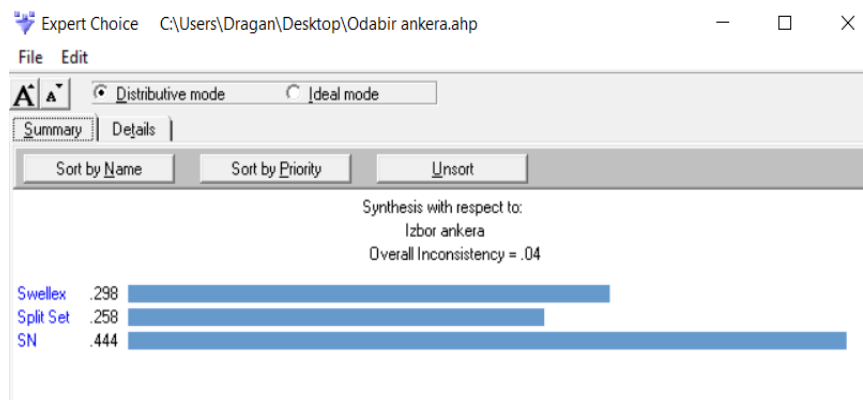 Expert Choice C:\Users\Dragan\Desktop\Odabir ankera.ahp
File Edit
A A Distributive mode Ideal mode
Summary Details
Sort by Name Sort by Priority Unsort
Synthesis with respect to:
Izbor ankera
Overall Inconsistency = .04
Swellex .298
Split Set .258
SN .444